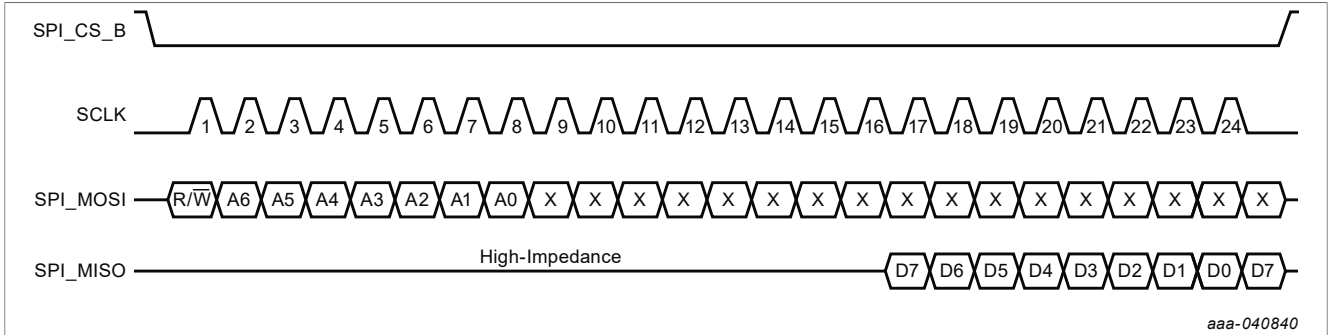 SPI_CS_B
SCLK 1 2 3 4 5 6 7 8 9 10 11 12 13 14 15 16 17 18 19 20 21 22 23 24
SPI_MOSI R/W̅ A6 A5 A4 A3 A2 A1 A0 X X X X X X X X X X X X X X X X X
SPI_MISO High-Impedance D7 D6 D5 D4 D3 D2 D1 D0 D7
aaa-040840